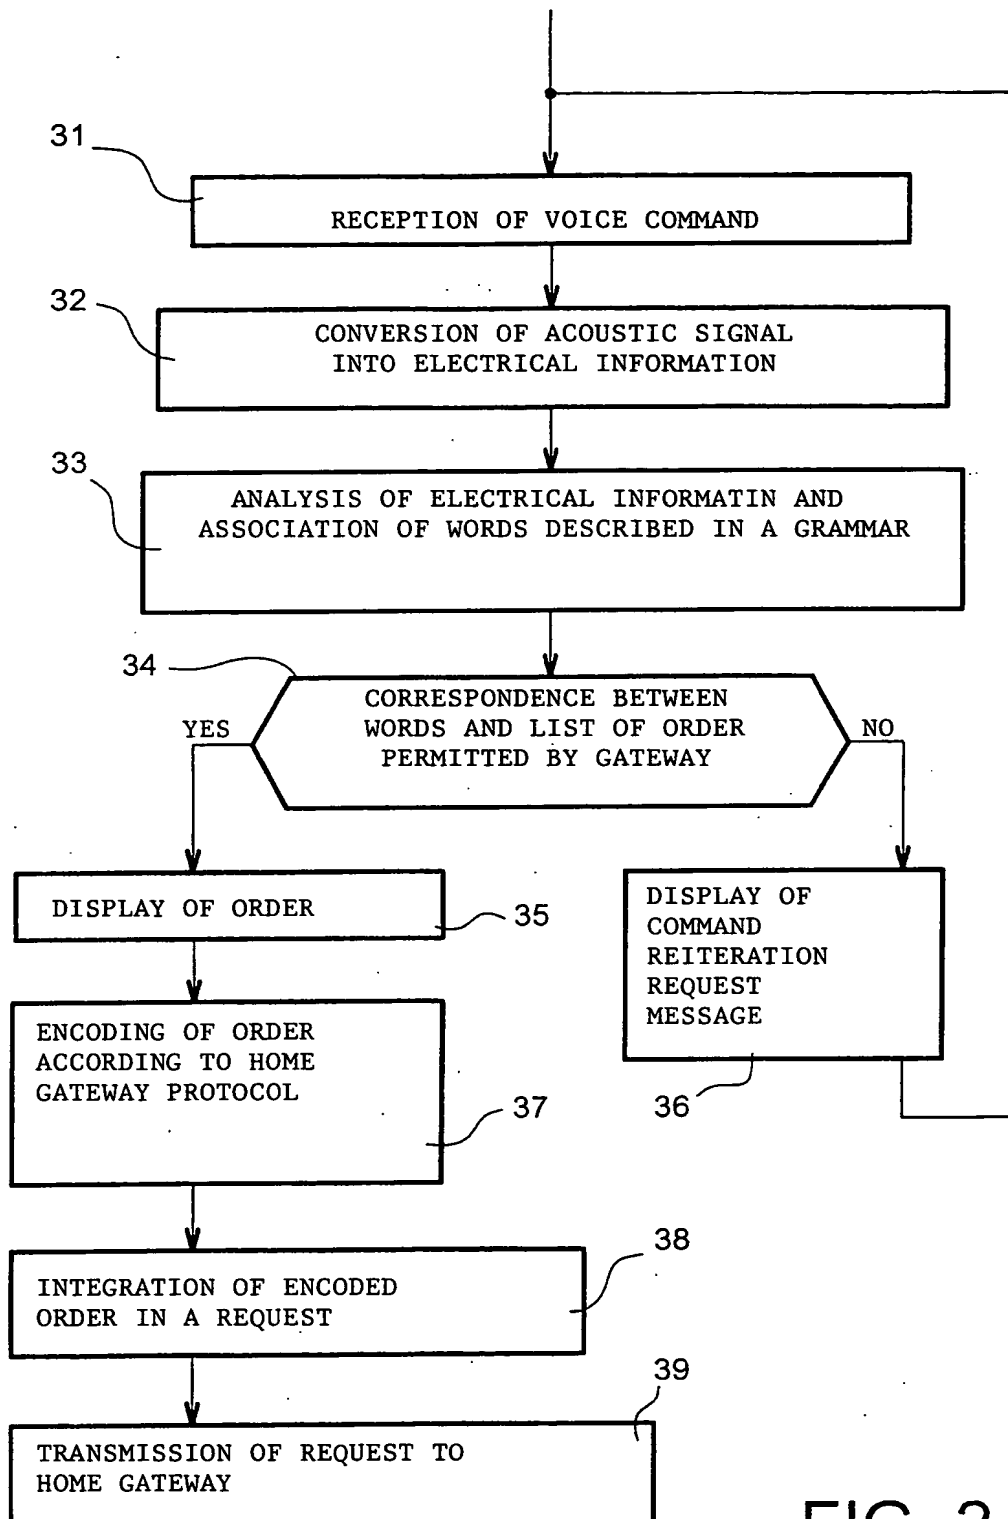 31
RECEPTION OF VOICE COMMAND
32
CONVERSION OF ACOUSTIC SIGNAL
INTO ELECTRICAL INFORMATION
33
ANALYSIS OF ELECTRICAL INFORMATIN AND
ASSOCIATION OF WORDS DESCRIBED IN A GRAMMAR
34
CORRESPONDENCE BETWEEN
WORDS AND LIST OF ORDER
PERMITTED BY GATEWAY
YES
NO
DISPLAY OF ORDER
35
DISPLAY OF
COMMAND
REITERATION
REQUEST
MESSAGE
36
ENCODING OF ORDER
ACCORDING TO HOME
GATEWAY PROTOCOL
37
38
INTEGRATION OF ENCODED
ORDER IN A REQUEST
39
TRANSMISSION OF REQUEST TO
HOME GATEWAY
FIG.